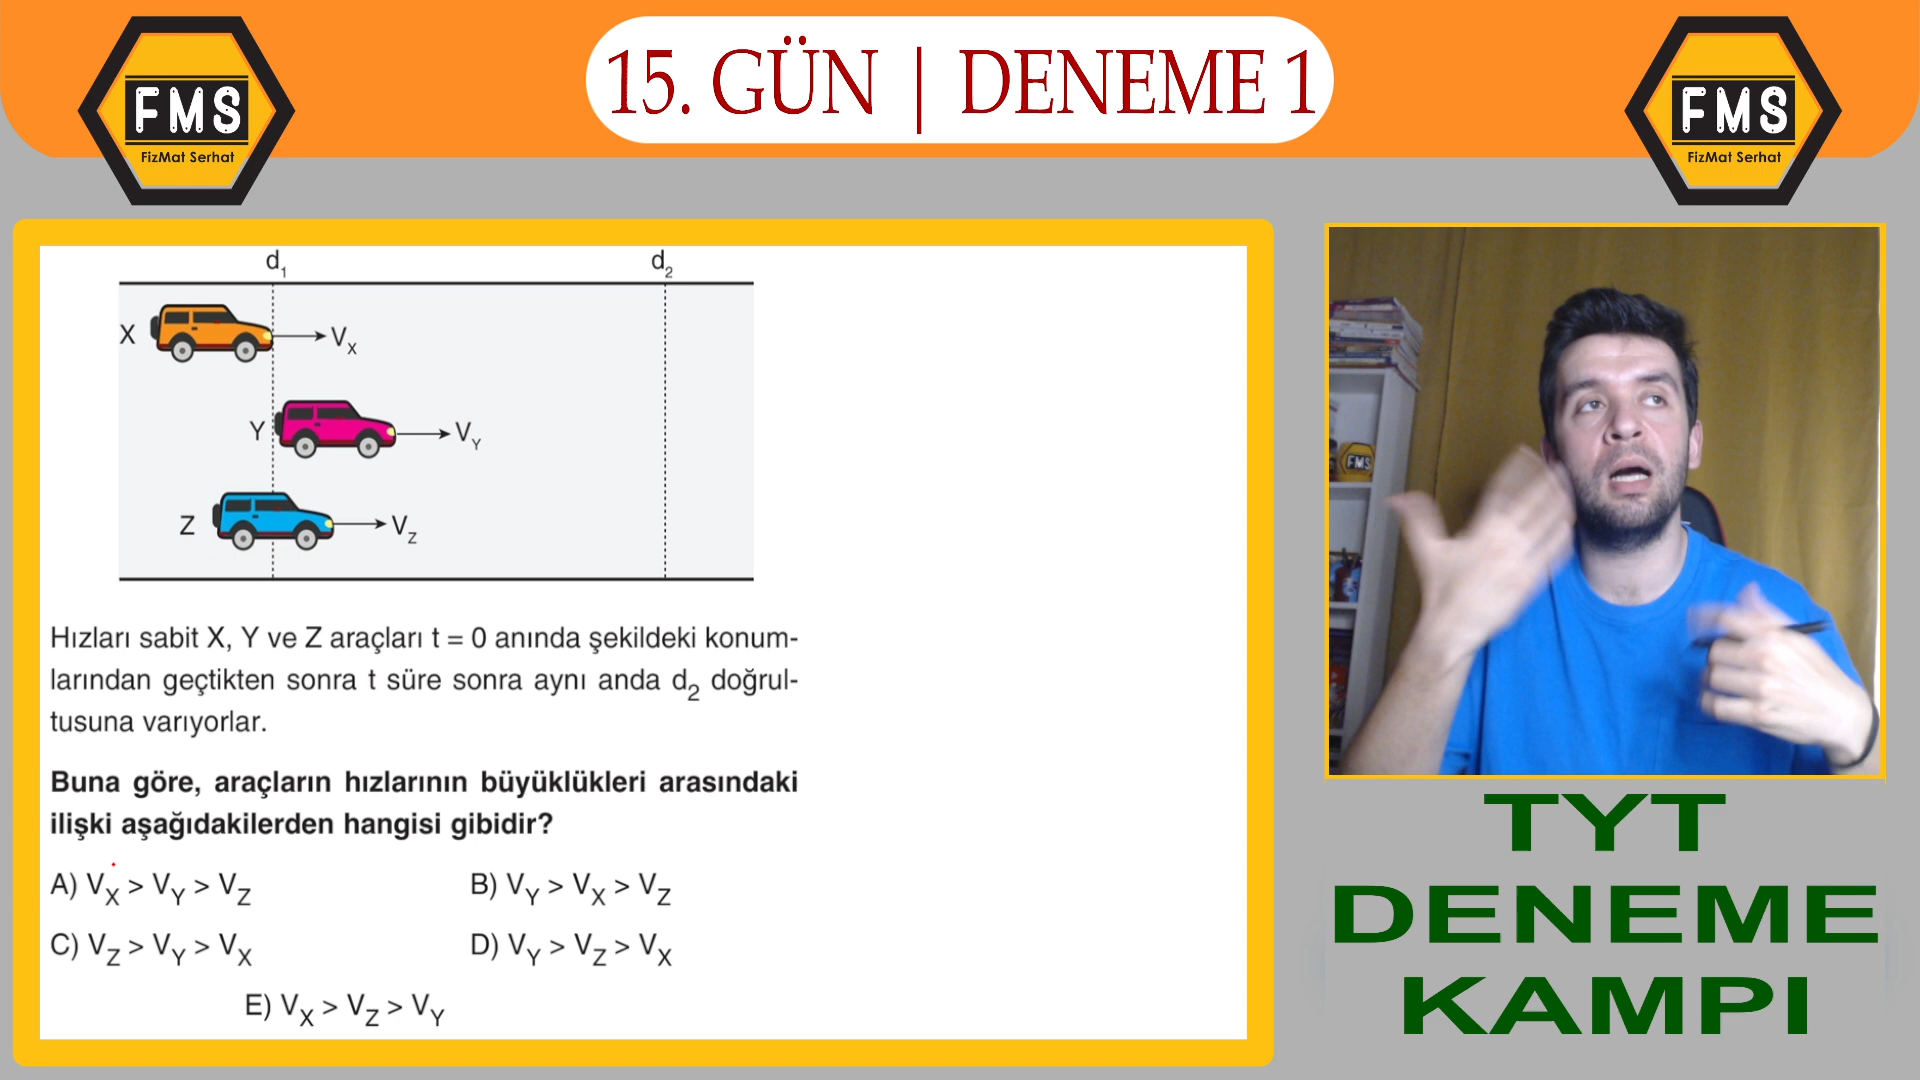 15. GÜN | DENEME 1
FMS
FizMat Serhat
FMS
FizMat Serhat
d1
d2
X
VX
Y
VY
Z
VZ
Hızları sabit X, Y ve Z araçları t = 0 anında şekildeki konum-
larından geçtikten sonra t süre sonra aynı anda d2 doğrul-
tusuna varıyorlar.
Buna göre, araçların hızlarının büyüklükleri arasındaki
ilişki aşağıdakilerden hangisi gibidir?
A) VX > VY > VZ
B) VY > VX > VZ
C) VZ > VY > VX
D) VY > VZ > VX
E) VX > VZ > VY
FMS
TYT
DENEME
KAMPI